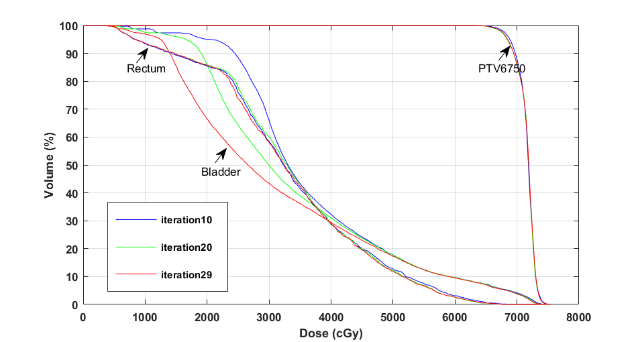 100
90
80
70
60
50
40
30
20
10
0
Volume (%)
Rectum
PTV6750
Bladder
iteration10
iteration20
iteration29
0 1000 2000 3000 4000 5000 6000 7000 8000
Dose (cGy)